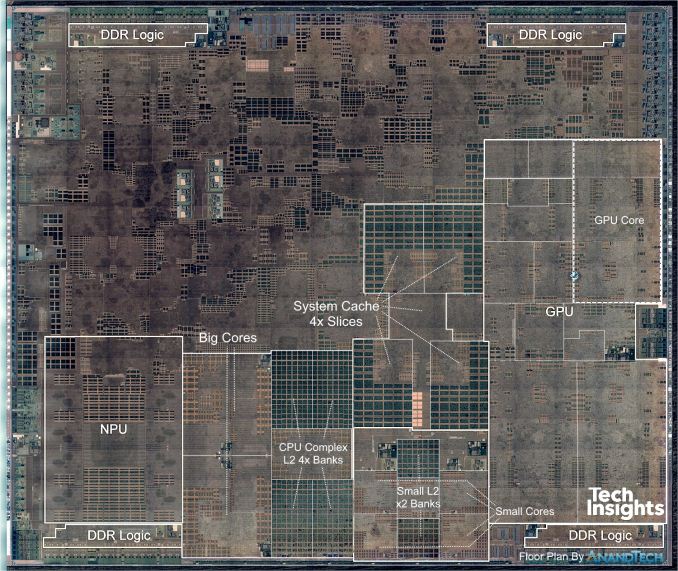 DDR Logic
DDR Logic
GPU Core
System Cache
4x Slices
GPU
Big Cores
NPU
CPU Complex
L2 4x Banks
Small L2
x2 Banks
Small Cores
Tech
Insights
DDR Logic
DDR Logic
Floor Plan By ANANDTECH